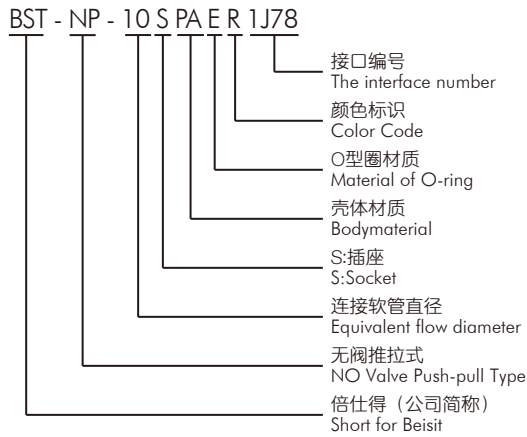 BST - NP - 10 S PA E R 1J78
接口编号
The interface number
颜色标识
Color Code
O型圈材质
Material of O-ring
壳体材质
Bodymaterial
S:插座
S:Socket
连接软管直径
Equivalent flow diameter
无阀推拉式
NO Valve Push-pull Type
倍仕得（公司简称）
Short for Beisit